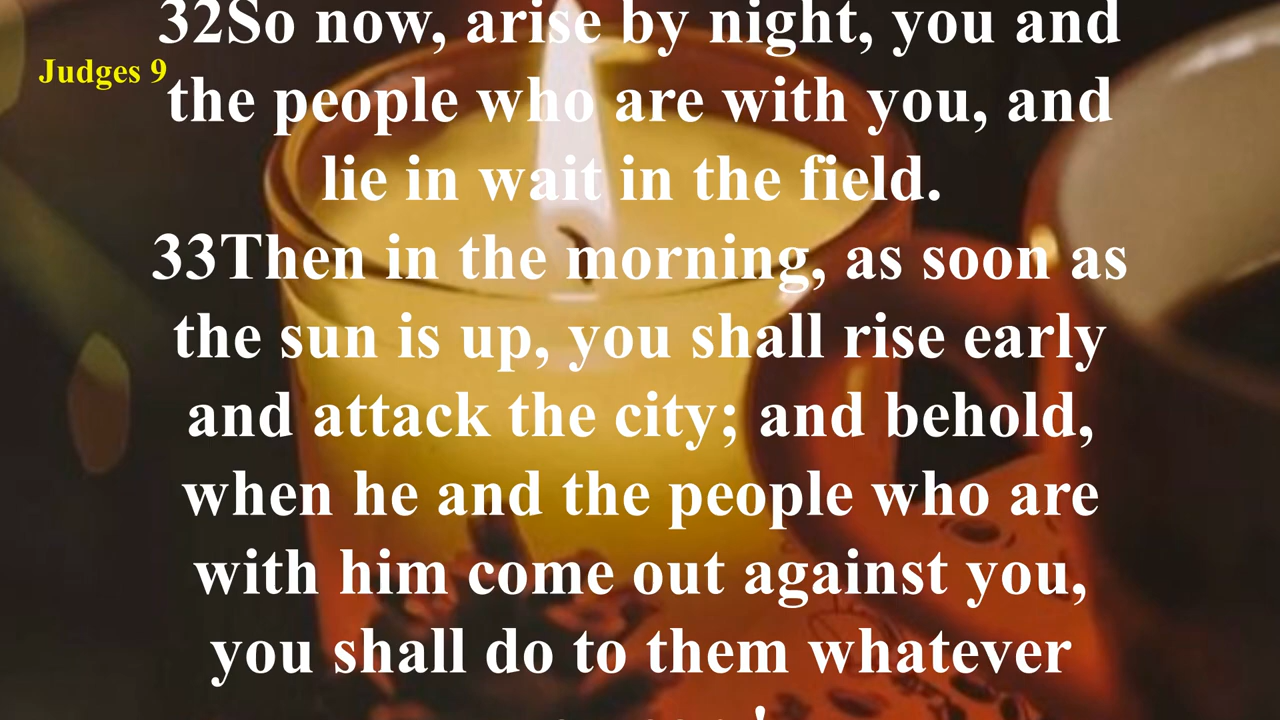 32So now, arise by night, you and
Judges 9
the people who are with you, and
lie in wait in the field.
33Then in the morning, as soon as
the sun is up, you shall rise early
and attack the city; and behold,
when he and the people who are
with him come out against you,
you shall do to them whatever